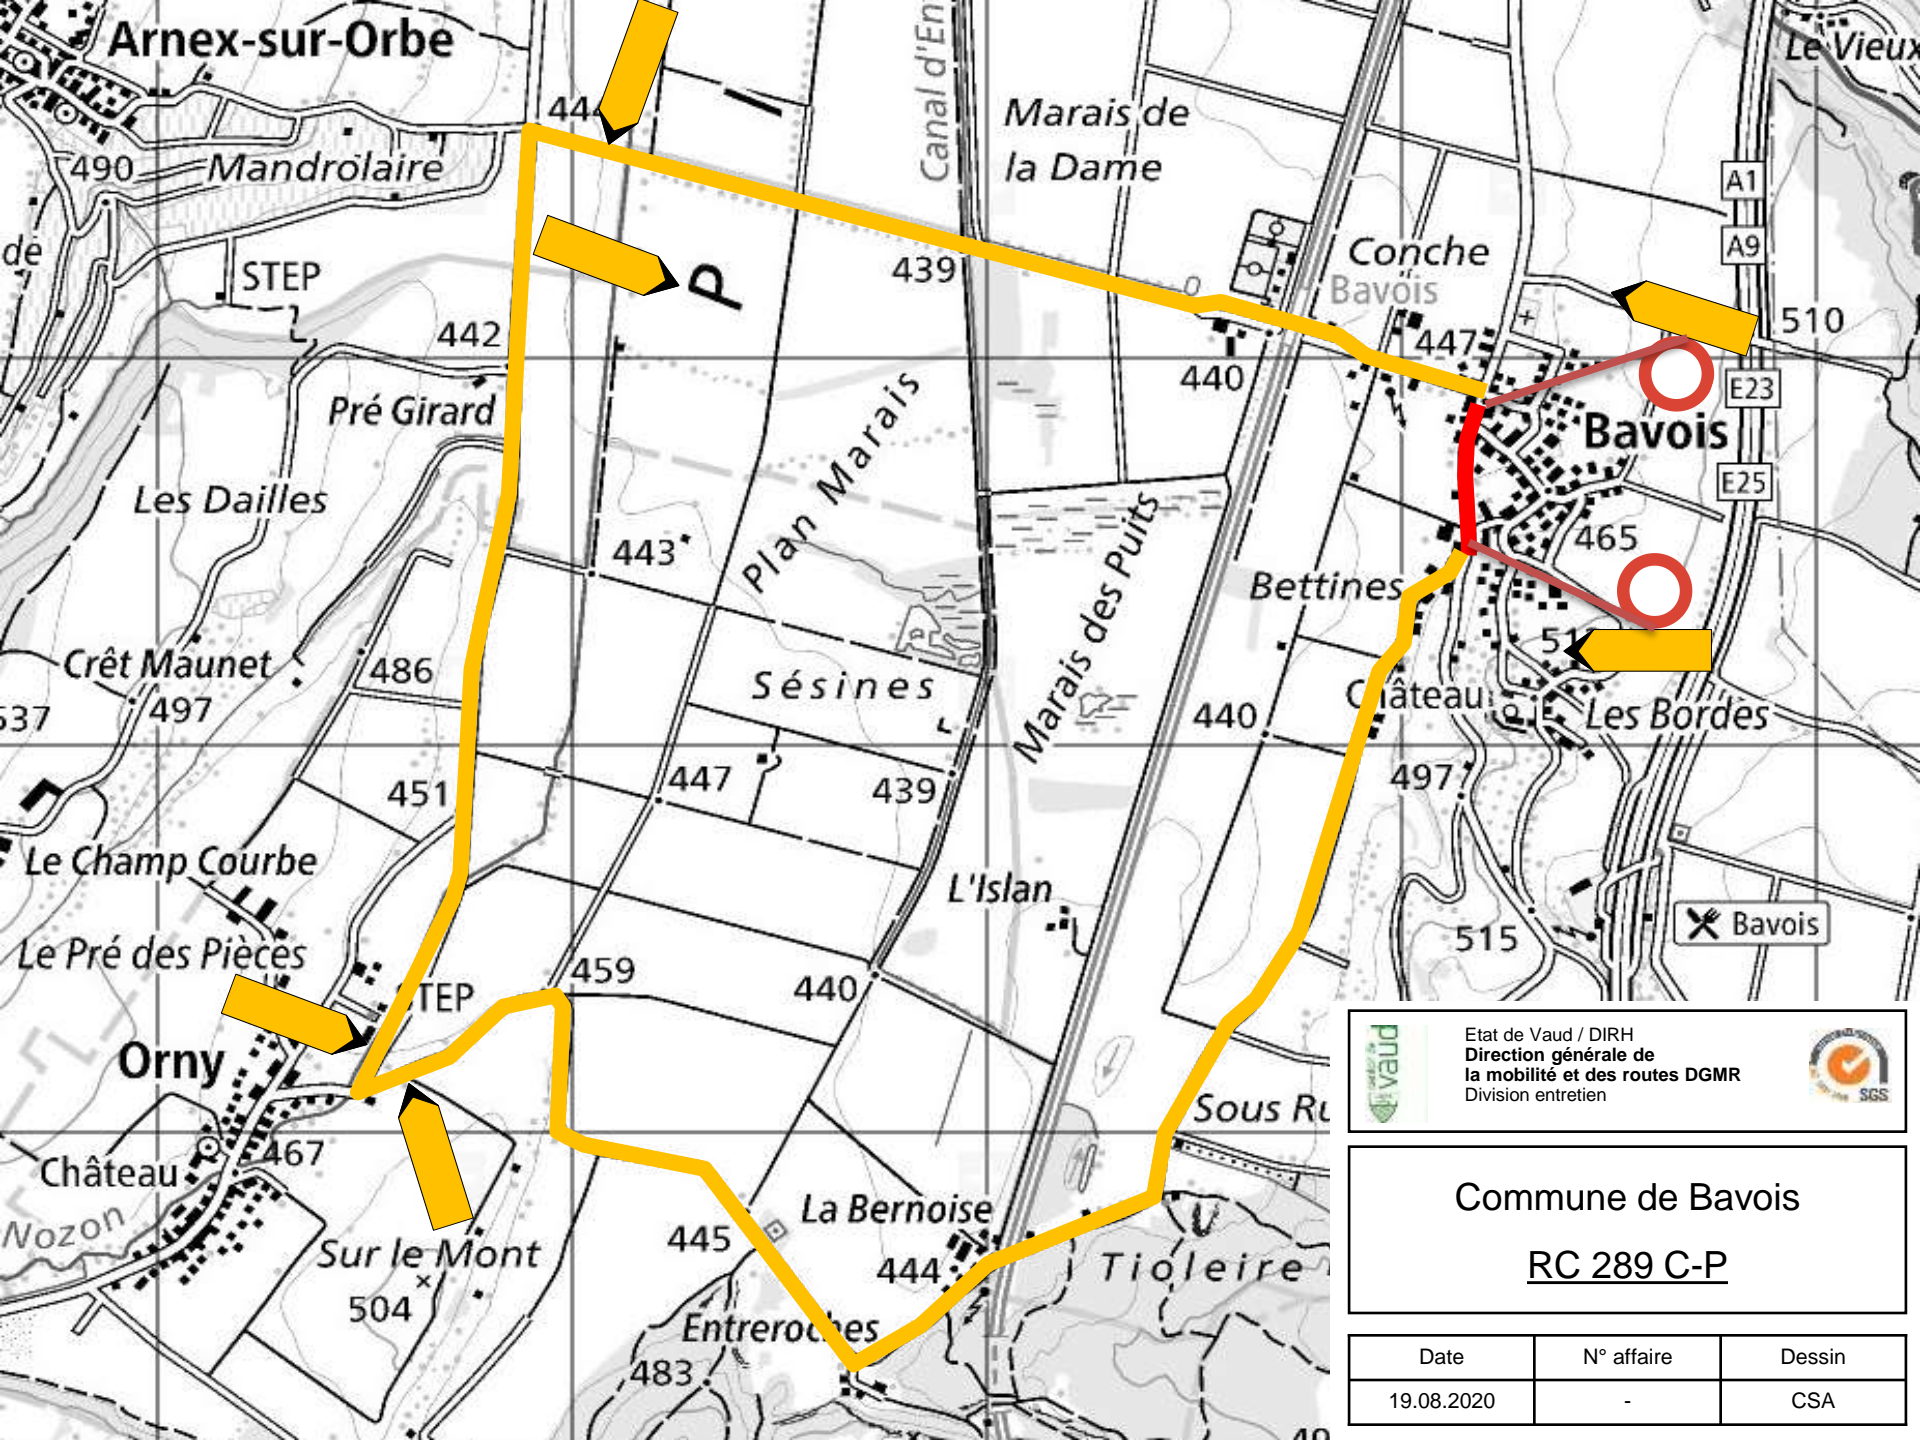 Arnex-sur-Orbe
Canal d'En
Le Vieux
444
Marais de
la Dame
490
Mandrolaire
A1
de
STEP
P
439
Conche
Bavois
A9
442
447
510
440
E23
Pré Girard
Plan Marais
Bavois
Les Dailles
E25
443
Marais des Puits
465
Bettines
Crêt Maunet
486
Sésines
512
497
537
440
Château
Les Bordes
451
447
439
497
Le Champ Courbe
L'Islan
Bavois
Le Pré des Pièces
515
STEP
459
440
Orny
Sous Ru
467
Château
Nozon
La Bernoise
Sur le Mont
445
444
Tioleire
504
Entreroches
483
Etat de Vaud / DIRH
Direction générale de
la mobilité et des routes DGMR
Division entretien
SGS
Commune de Bavois
RC 289 C-P
Date N° affaire Dessin
19.08.2020 - CSA